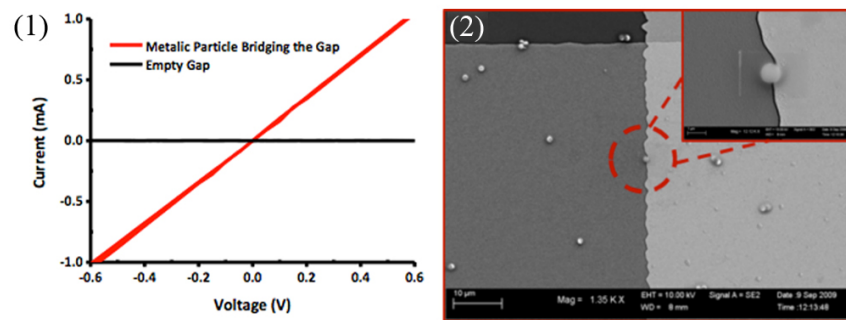 (1)
1.0
0.5
0.0
-0.5
-1.0
Current (mA)
Metalic Particle Bridging the Gap
Empty Gap
-0.6 -0.4 -0.2 0.0 0.2 0.4 0.6
Voltage (V)
(2)
10 µm
Mag = 1.35 K X
EHT = 10.00 kV
WD = 8 mm
Signal A = SE2
Date :9 Sep 2009
Time :12:13:48